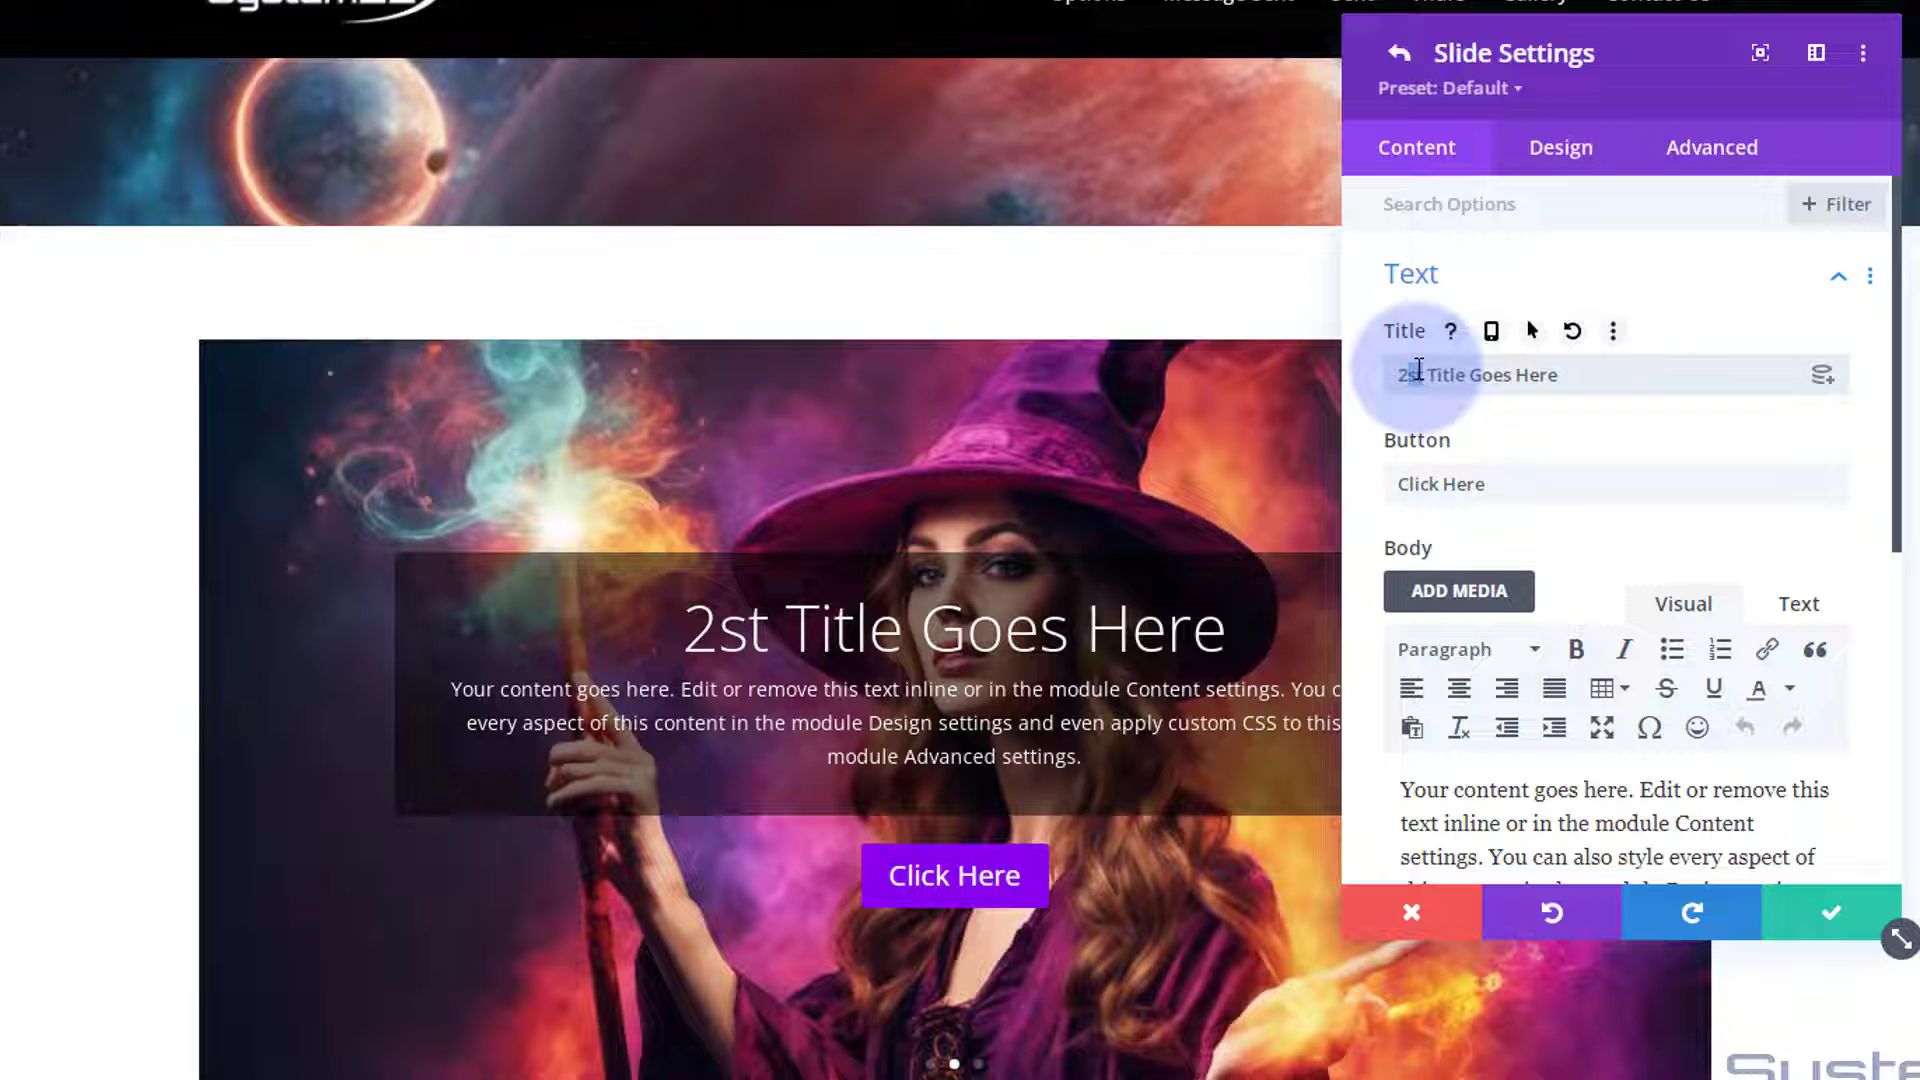 Slide Settings
Preset: Default
Content
Design
Advanced
Search Options
+ Filter
Text
Title ?
2st Title Goes Here
Button
Click Here
Body
ADD MEDIA
Visual
Text
Paragraph
Your content goes here. Edit or remove this
text inline or in the module Content
settings. You can also style every aspect of
2st Title Goes Here
Your content goes here. Edit or remove this text inline or in the module Content settings. You c
every aspect of this content in the module Design settings and even apply custom CSS to this
module Advanced settings.
Click Here
Syste